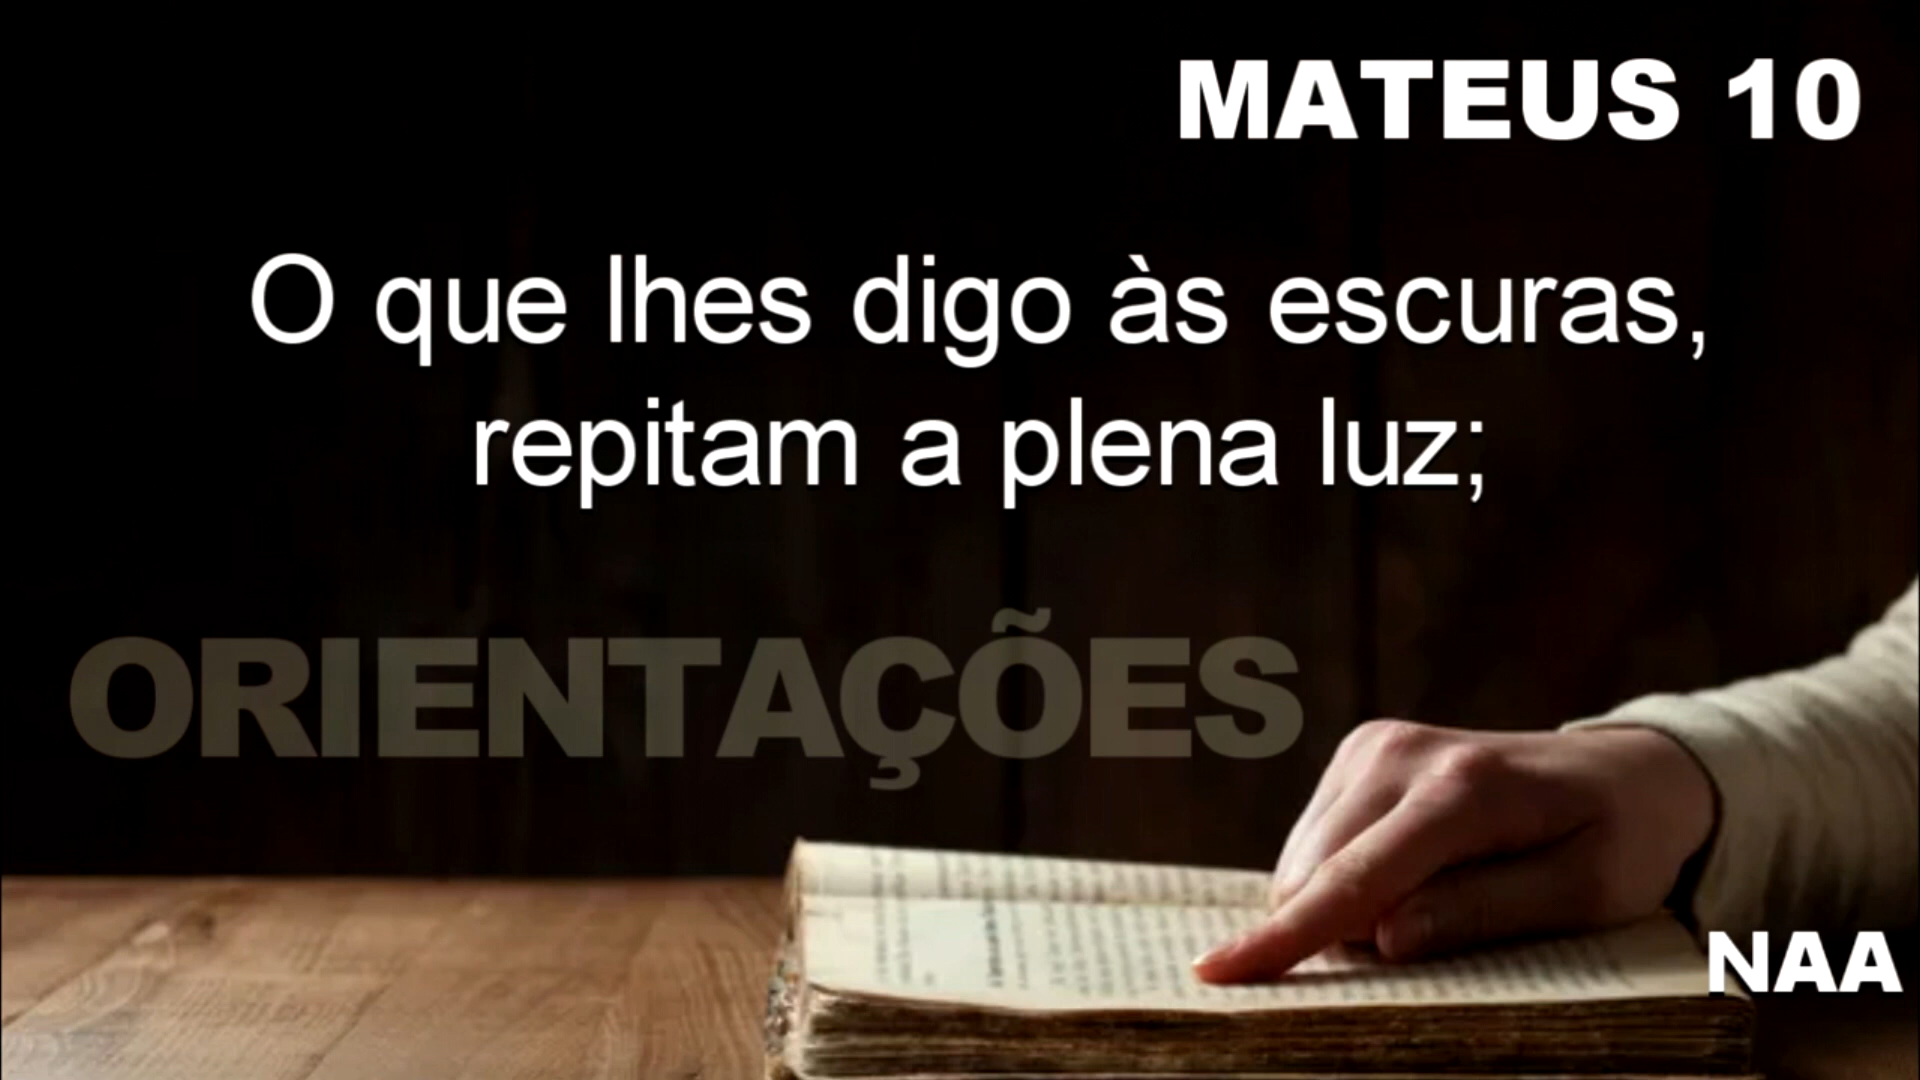 MATEUS 10
O que lhes digo às escuras,
repitam a plena luz;
ORIENTAÇÕES
NAA